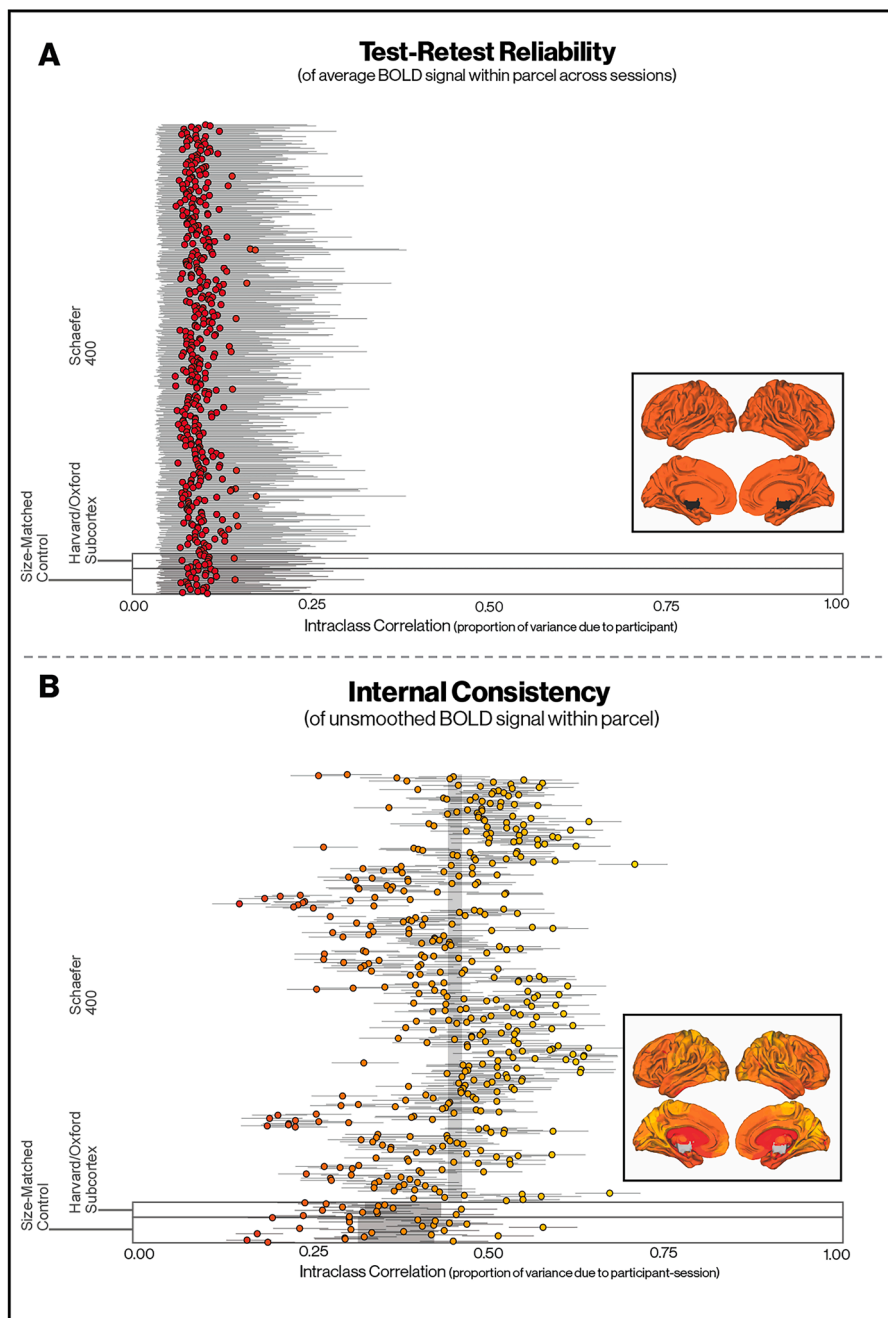 A
Test-Retest Reliability
(of average BOLD signal within parcel across sessions)
Schaefer
400
Harvard/Oxford
Subcortex
Size-Matched
Control
0.00
0.25
0.50
0.75
1.00
Intraclass Correlation (proportion of variance due to participant)
B
Internal Consistency
(of unsmoothed BOLD signal within parcel)
Schaefer
400
Harvard/Oxford
Subcortex
Size-Matched
Control
0.00
0.25
0.50
0.75
1.00
Intraclass Correlation (proportion of variance due to participant-session)